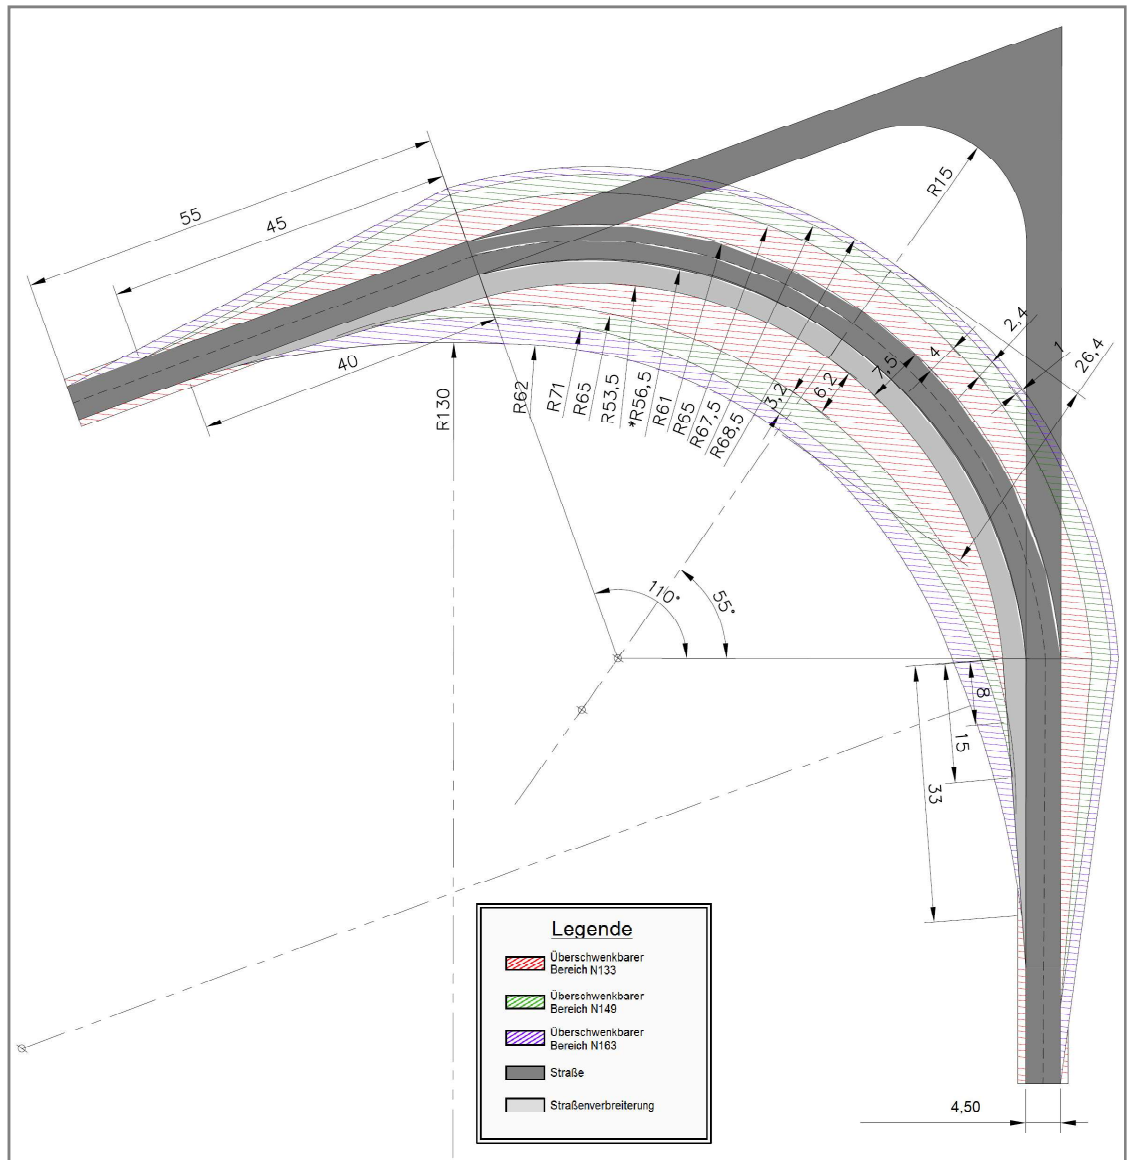 55
45
40
R15
2,4
1
26,4
4
7,5
6,2
3,2
R130
R62
R71
R65
R53,5
*R56,5
R61
R65
R67,5
R68,5
110°
55°
8
15
33
Legende
Überschwenkbarer
Bereich N133
Überschwenkbarer
Bereich N149
Überschwenkbarer
Bereich N163
Straße
Straßenverbreiterung
4,50